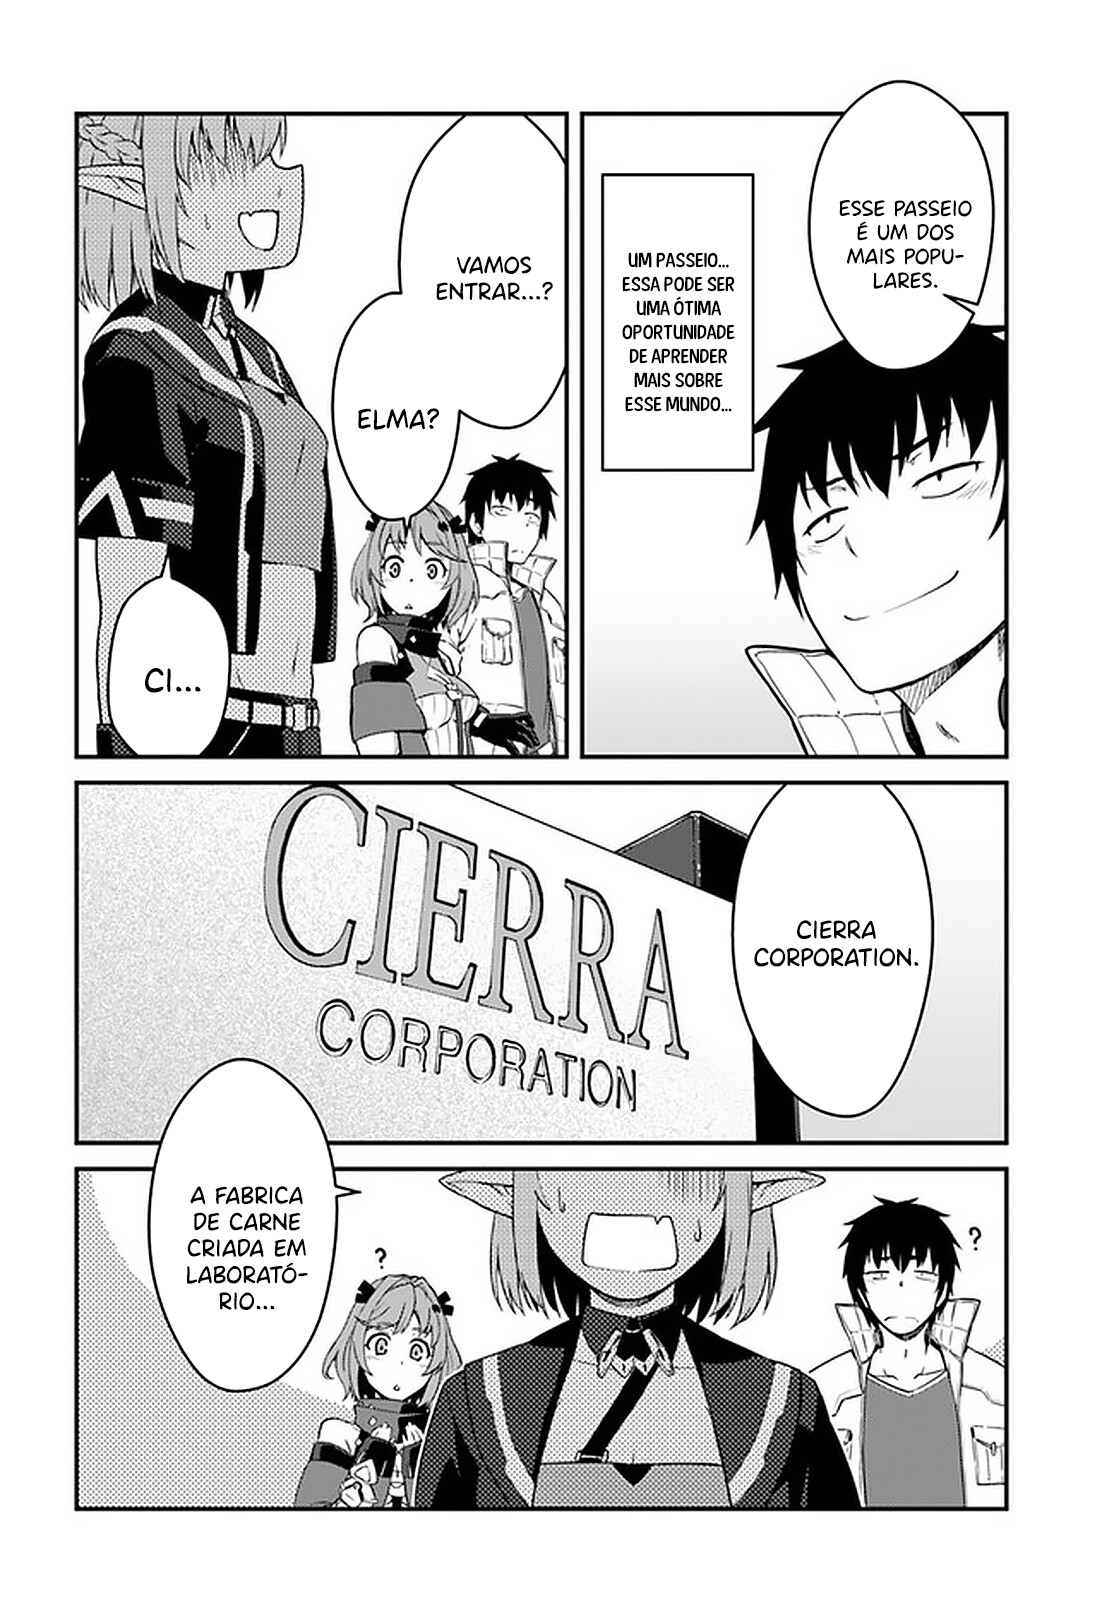 ESSE PASSEIO
É UM DOS
MAIS POPU-
LARES.
UM PASSEIO...
ESSA PODE SER
UMA ÓTIMA
OPORTUNIDADE
DE APRENDER
MAIS SOBRE
ESSE MUNDO...
VAMOS
ENTRAR...?
ELMA?
CI...
CIERRA
CORPORATION
CIERRA
CORPORATION.
A FABRICA
DE CARNE
CRIADA EM
LABORATÓ-
RIO...
?
?